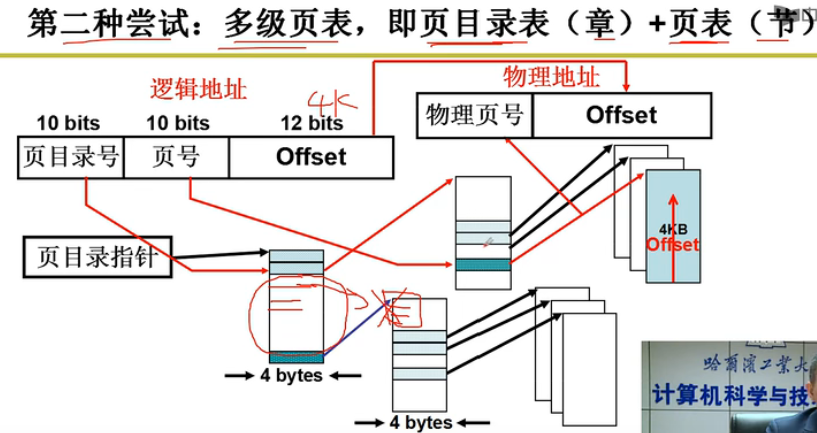 第二种尝试：多级页表，即页目录表（章）+页表（节）
逻辑地址
4K
物理地址
10 bits 10 bits 12 bits
页目录号 页号 Offset
物理页号 Offset
页目录指针
4KB
Offset
4 bytes
4 bytes
哈尔滨工业大
计算机科学与技